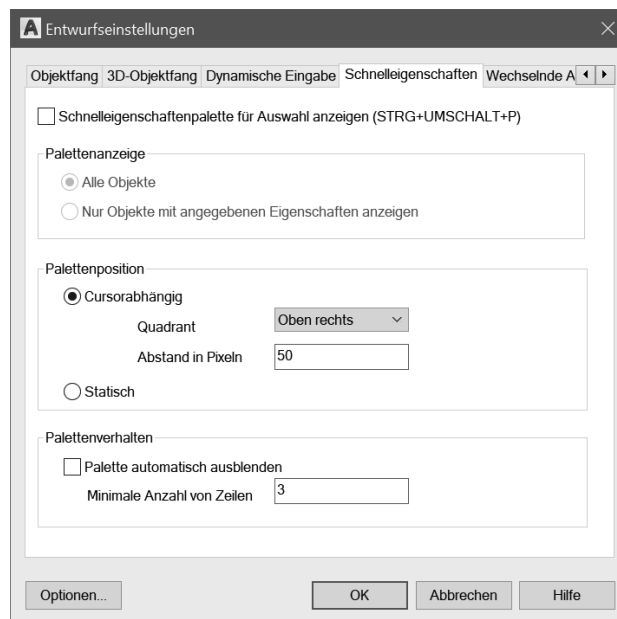 Entwurfseinstellungen
Objektfang 3D-Objektfang Dynamische Eingabe Schnelleigenschaften Wechselnde A
Schnelleigenschaftenpalette für Auswahl anzeigen (STRG+UMSCHALT+P)
Palettenanzeige
Alle Objekte
Nur Objekte mit angegebenen Eigenschaften anzeigen
Palettenposition
Cursorabhängig
Quadrant Oben rechts
Abstand in Pixeln 50
Statisch
Palettenverhalten
Palette automatisch ausblenden
Minimale Anzahl von Zeilen 3
Optionen... OK Abbrechen Hilfe